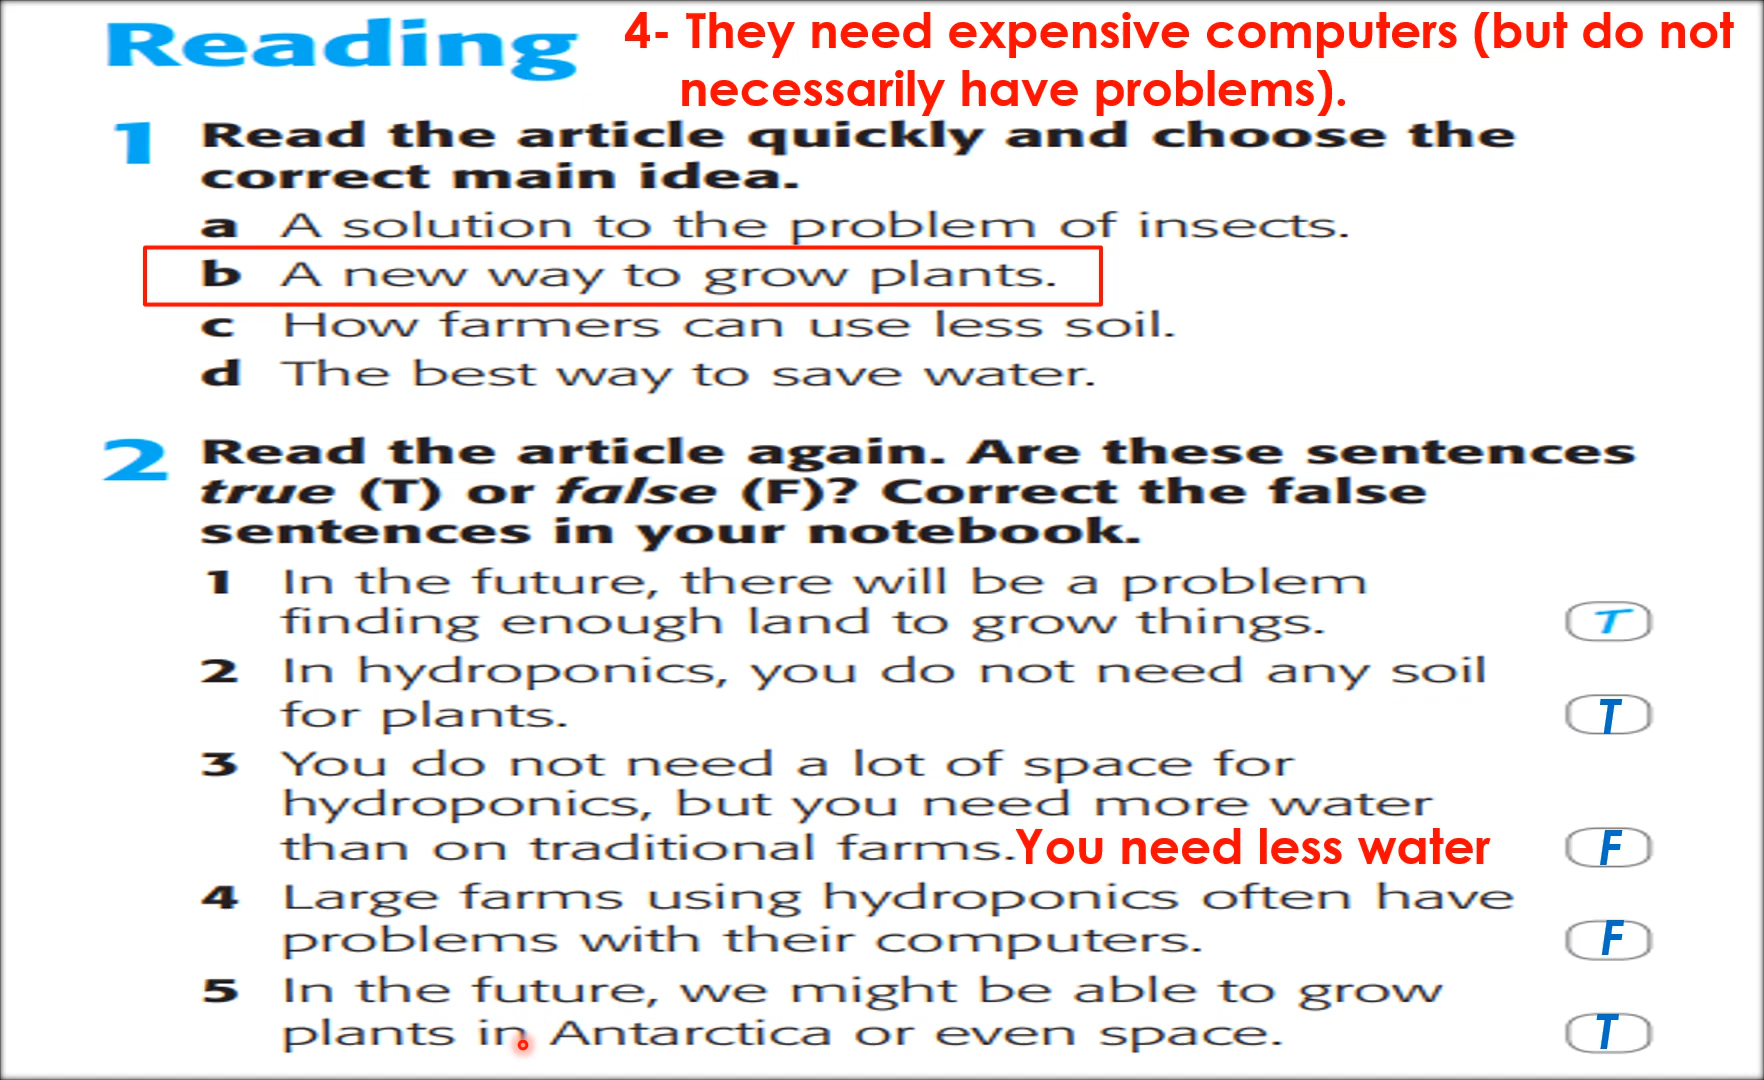 Reading
4- They need expensive computers (but do not
necessarily have problems).
1 Read the article quickly and choose the
correct main idea.
a A solution to the problem of insects.
b A new way to grow plants.
c How farmers can use less soil.
d The best way to save water.
2 Read the article again. Are these sentences
true (T) or false (F)? Correct the false
sentences in your notebook.
1 In the future, there will be a problem
finding enough land to grow things. T
2 In hydroponics, you do not need any soil
for plants. T
3 You do not need a lot of space for
hydroponics, but you need more water
than on traditional farms. You need less water F
4 Large farms using hydroponics often have
problems with their computers. F
5 In the future, we might be able to grow
plants in Antarctica or even space. T